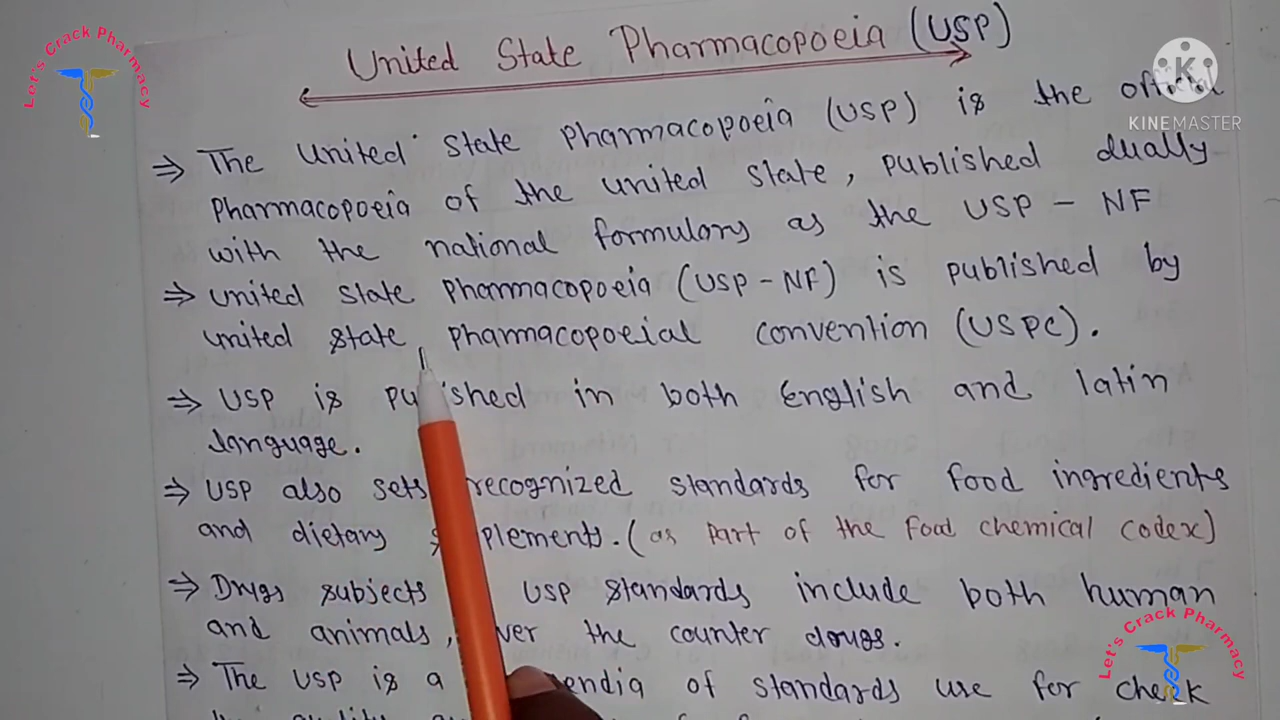 Let's Crack Pharmacy
United State Pharmacopoeia (USP)
KINEMASTER
⇒ The United State Pharmacopoeia (USP) is the official
Pharmacopoeia of the united state, published dually
with the national formulary as the USP - NF
⇒ United State Pharmacopoeia (USP-NF) is published by
united state pharmacopoeial convention (USPC).
⇒ USP is in both English and latin
language.
⇒ USP also sets recognized standards for food ingredients
and dietary (as part of the food chemical codex)
⇒ Drugs subjects USP standards include both human
and animals, the counter drugs.
Let's Crack Pharmacy
⇒ The USP is a of standards use for check